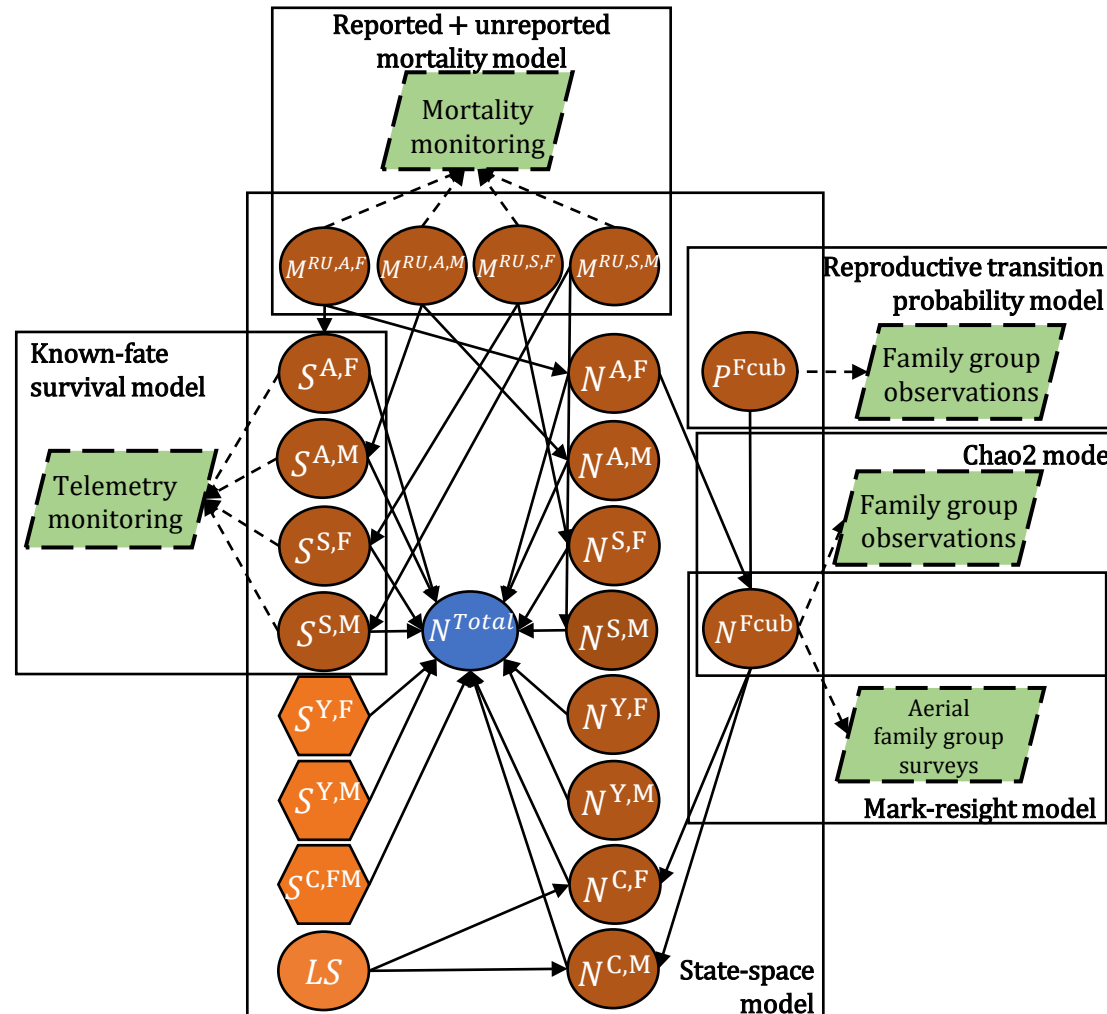 Reported + unreported
mortality model
Mortality
monitoring
M^{RU,A,F}
M^{RU,A,M}
M^{RU,S,F}
M^{RU,S,M}
Reproductive transition
probability model
Family group
observations
P^{Fcub}
Known-fate
survival model
Telemetry
monitoring
S^{A,F}
S^{A,M}
S^{S,F}
S^{S,M}
S^{Y,F}
S^{Y,M}
S^{C,FM}
LS
N^{Total}
N^{A,F}
N^{A,M}
N^{S,F}
N^{S,M}
N^{Y,F}
N^{Y,M}
N^{C,F}
N^{C,M}
Chao2 mode
Family group
observations
N^{Fcub}
Aerial
family group
surveys
Mark-resight model
State-space
model